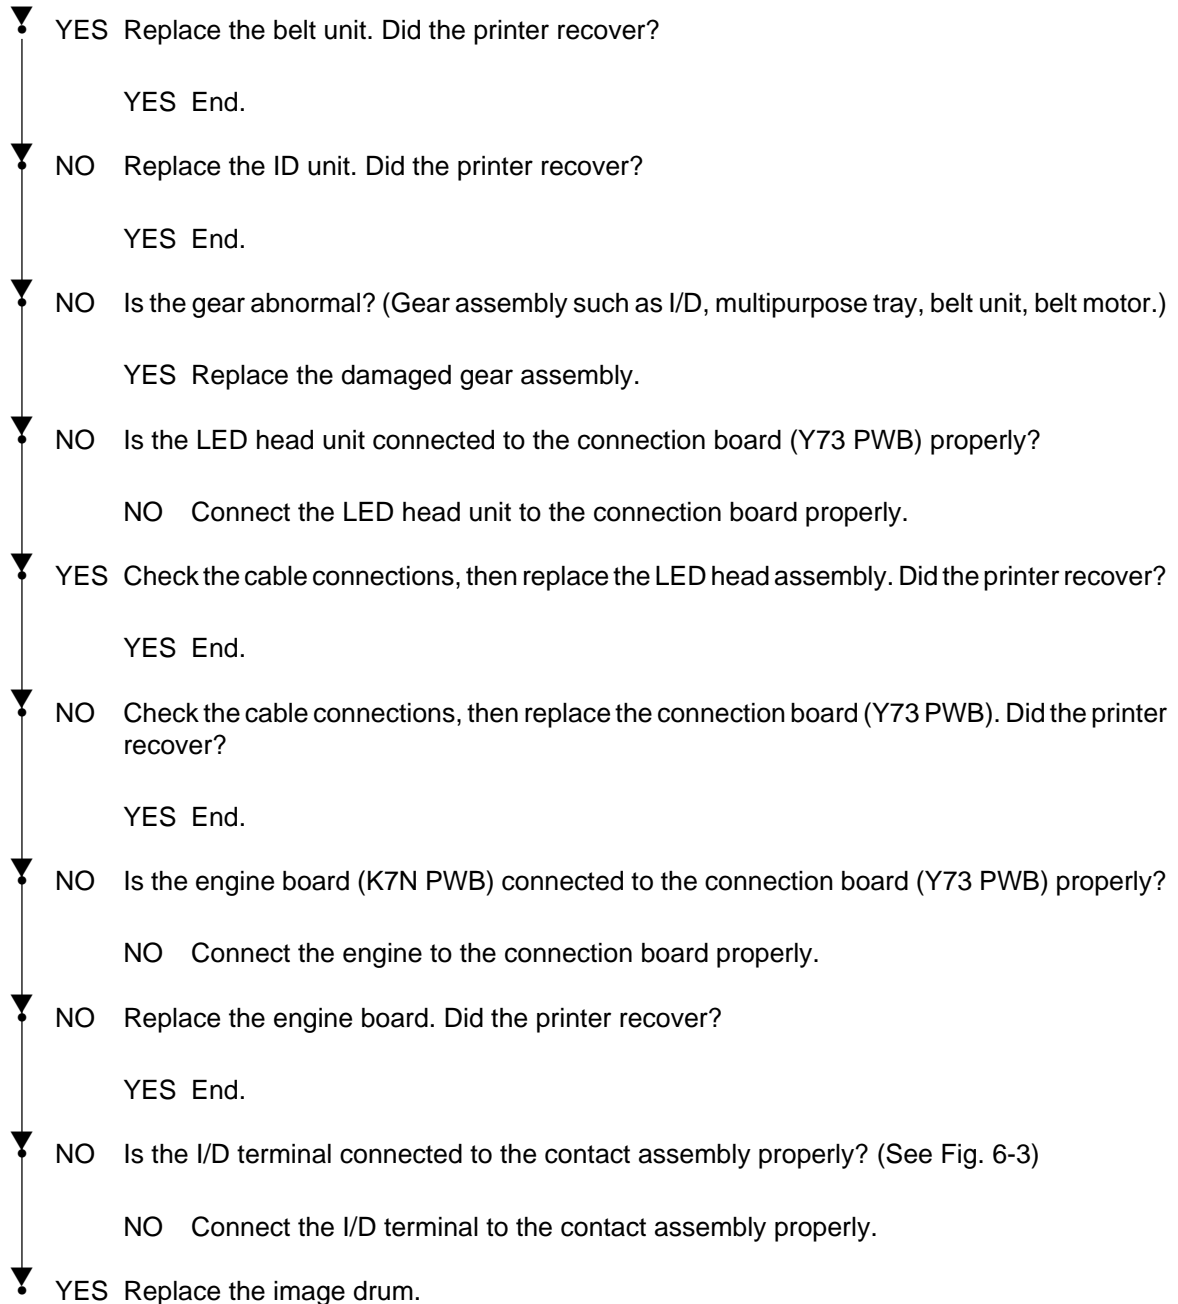 YES Replace the belt unit. Did the printer recover?
YES End.
NO Replace the ID unit. Did the printer recover?
YES End.
NO Is the gear abnormal? (Gear assembly such as I/D, multipurpose tray, belt unit, belt motor.)
YES Replace the damaged gear assembly.
NO Is the LED head unit connected to the connection board (Y73 PWB) properly?
NO Connect the LED head unit to the connection board properly.
YES Check the cable connections, then replace the LED head assembly. Did the printer recover?
YES End.
NO Check the cable connections, then replace the connection board (Y73 PWB). Did the printer
recover?
YES End.
NO Is the engine board (K7N PWB) connected to the connection board (Y73 PWB) properly?
NO Connect the engine to the connection board properly.
NO Replace the engine board. Did the printer recover?
YES End.
NO Is the I/D terminal connected to the contact assembly properly? (See Fig. 6-3)
NO Connect the I/D terminal to the contact assembly properly.
YES Replace the image drum.